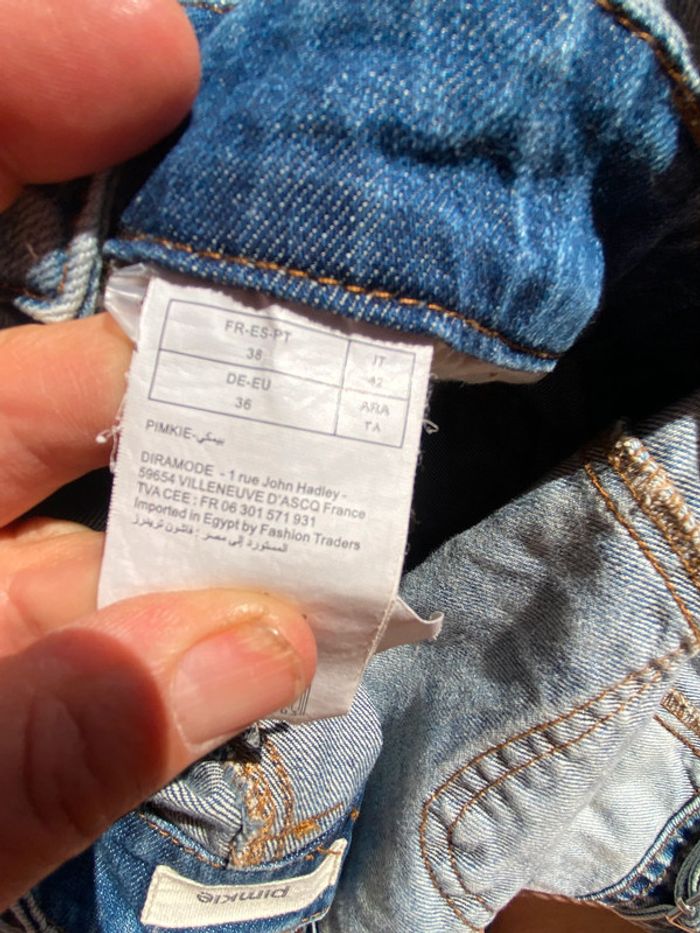 FR-ES-PT
38
IT
42
DE-EU
36
ARA
٣٨
PIMKIE-بيمكي
DIRAMODE - 1 rue John Hadley -
59654 VILLENEUVE D'ASCQ France
TVA CEE : FR 06 301 571 931
Imported in Egypt by Fashion Traders
المستورد إلى مصر - فاشون تريدرز
pimkie